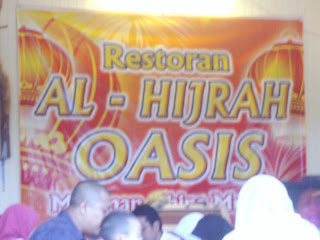 Restoran
AL - HIJRAH
OASIS